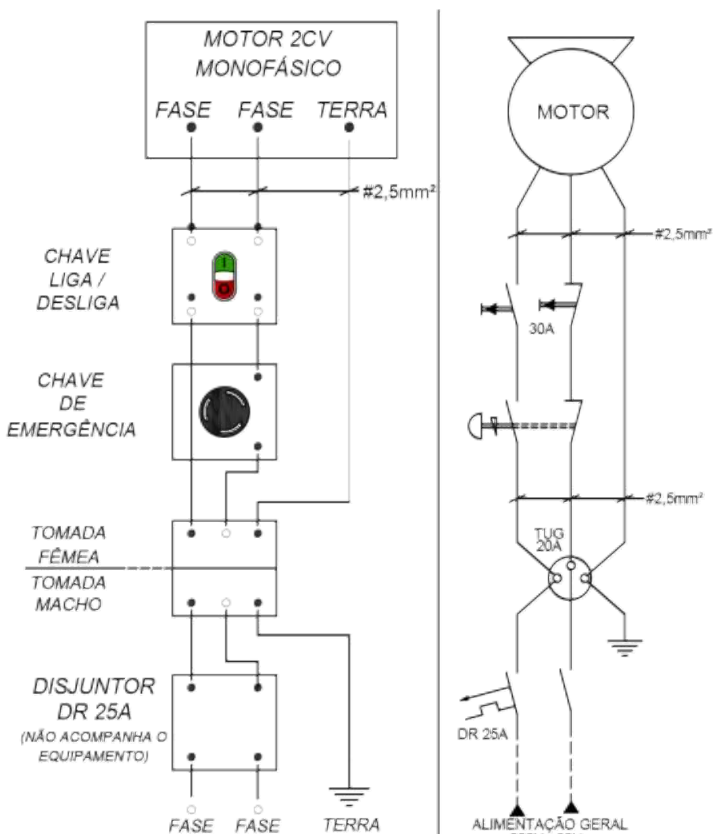 MOTOR 2CV
MONOFÁSICO
FASE FASE TERRA
#2,5mm²
CHAVE
LIGA /
DESLIGA
I
O
CHAVE
DE
EMERGÊNCIA
TOMADA
FÊMEA
TOMADA
MACHO
DISJUNTOR
DR 25A
(NÃO ACOMPANHA O
EQUIPAMENTO)
FASE FASE TERRA
MOTOR
#2,5mm²
30A
#2,5mm²
TUG
20A
DR 25A
ALIMENTAÇÃO GERAL